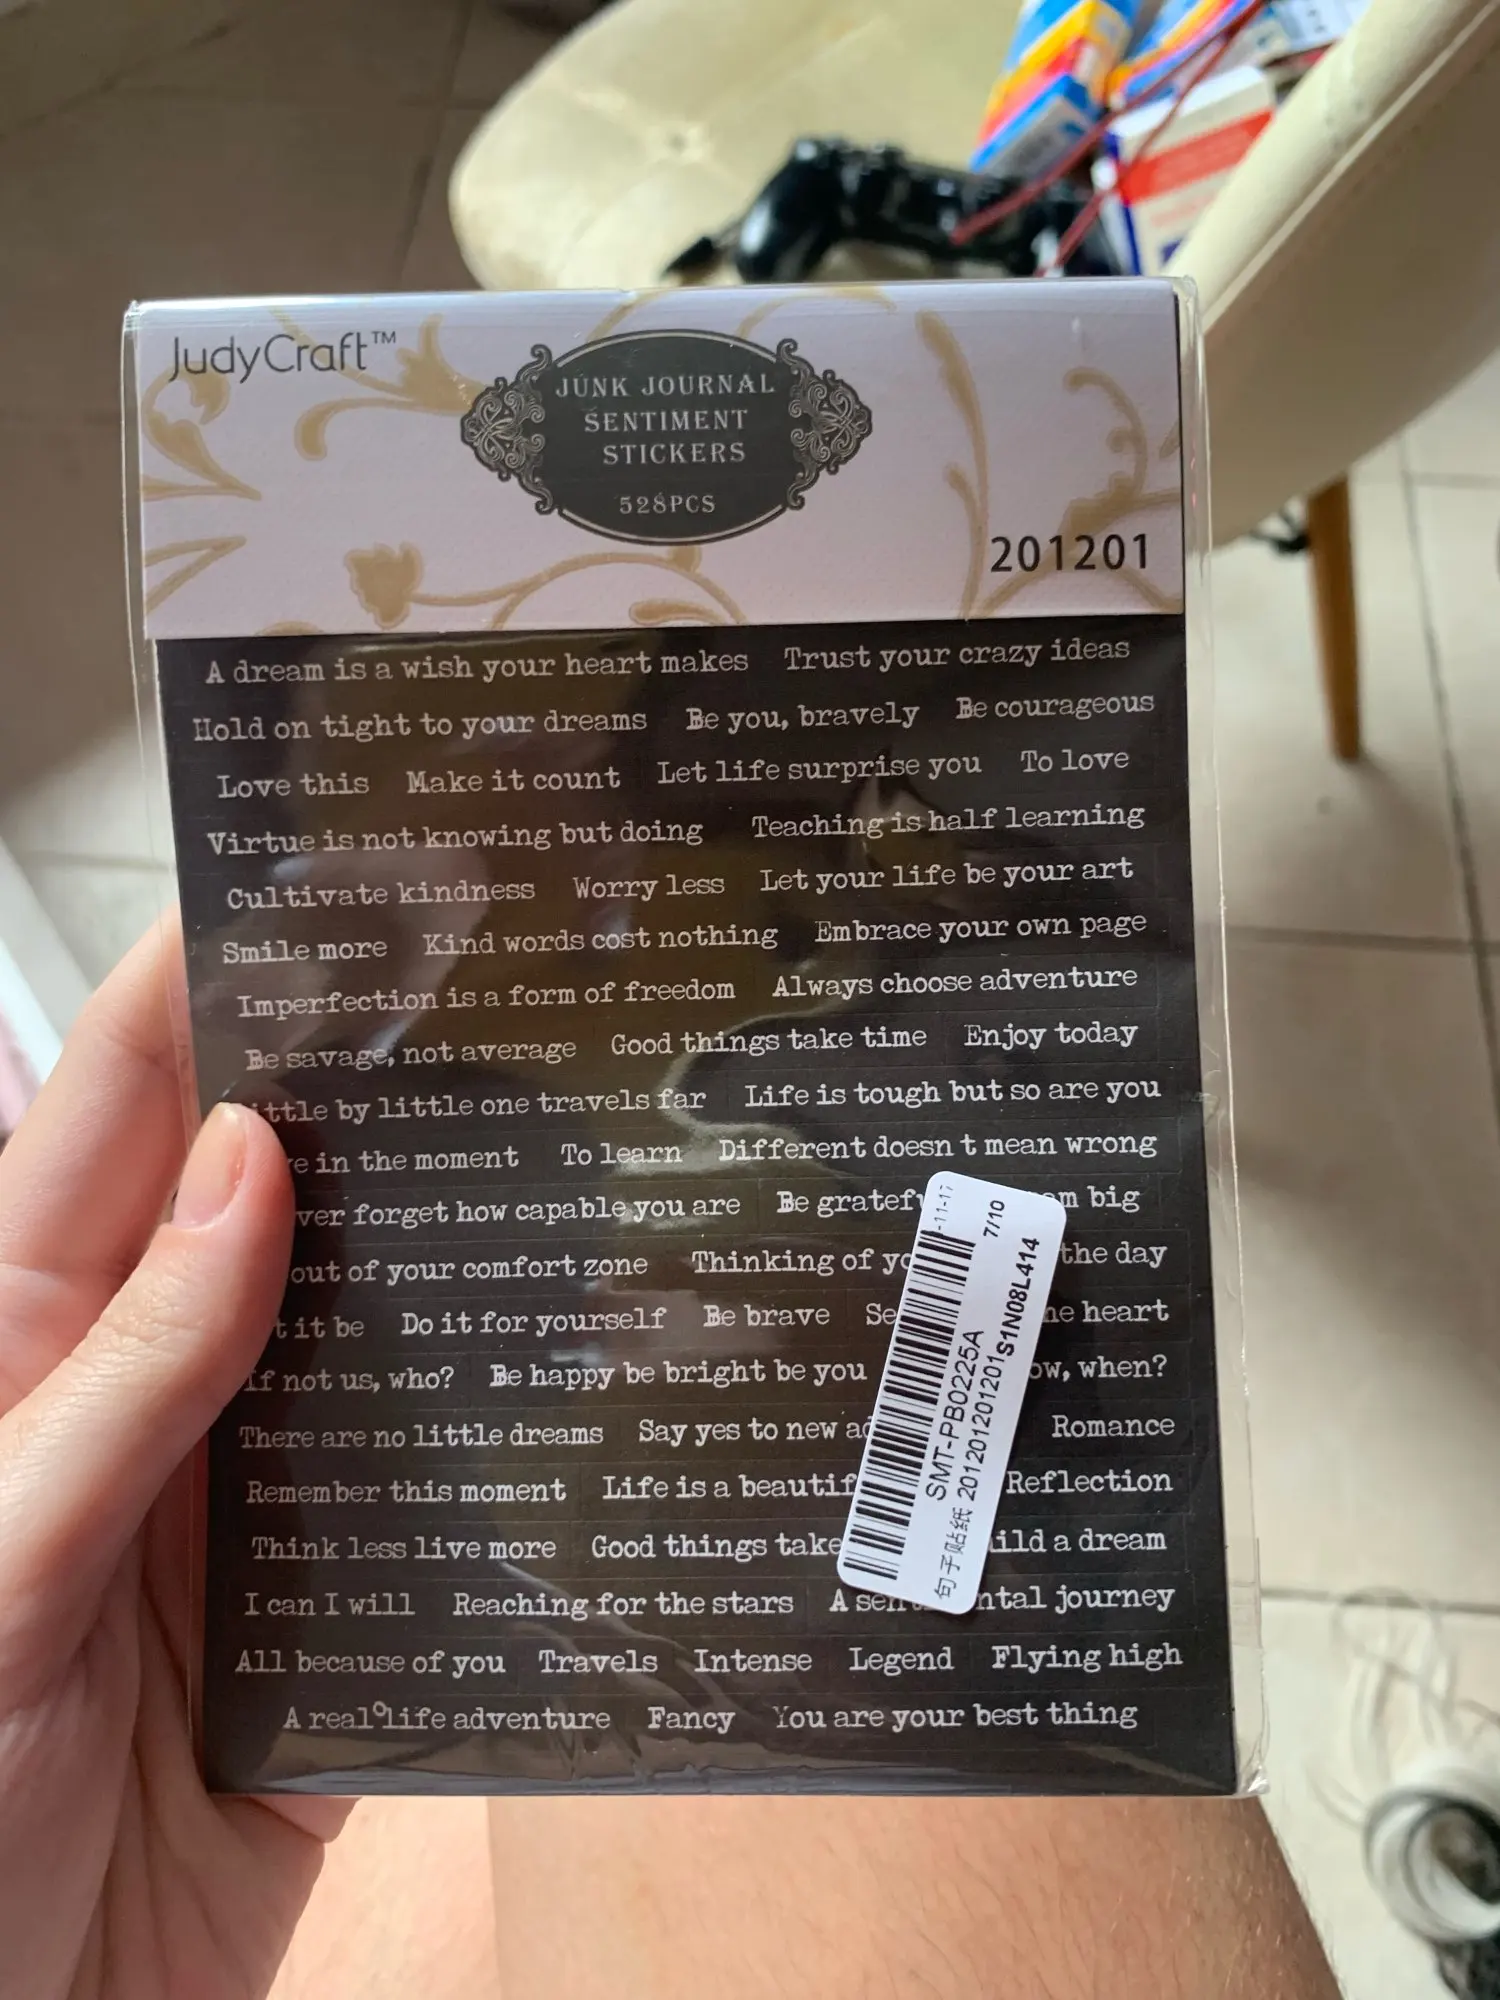 JudyCraft™
JUNK JOURNAL
SENTIMENT
STICKERS
528PCS
201201
A dream is a wish your heart makes Trust your crazy ideas
Hold on tight to your dreams Be you, bravely Be courageous
Love this Make it count Let life surprise you To love
Virtue is not knowing but doing Teaching is half learning
Cultivate kindness Worry less Let your life be your art
Smile more Kind words cost nothing Embrace your own page
Imperfection is a form of freedom Always choose adventure
Be savage, not average Good things take time Enjoy today
ittle by little one travels far Life is tough but so are you
e in the moment To learn Different doesn t mean wrong
ver forget how capable you are Be gratefu m big
out of your comfort zone Thinking of yo the day
t it be Do it for yourself Be brave Se he heart
If not us, who? Be happy be bright be you ow, when?
There are no little dreams Say yes to new ad Romance
Remember this moment Life is a beautif Reflection
Think less live more Good things take ild a dream
I can I will Reaching for the stars A sen ntal journey
All because of you Travels Intense Legend Flying high
A real life adventure Fancy You are your best thing
-11-17
7/10
SMT-PB0225A
句子贴纸 201201201201S1N08L414